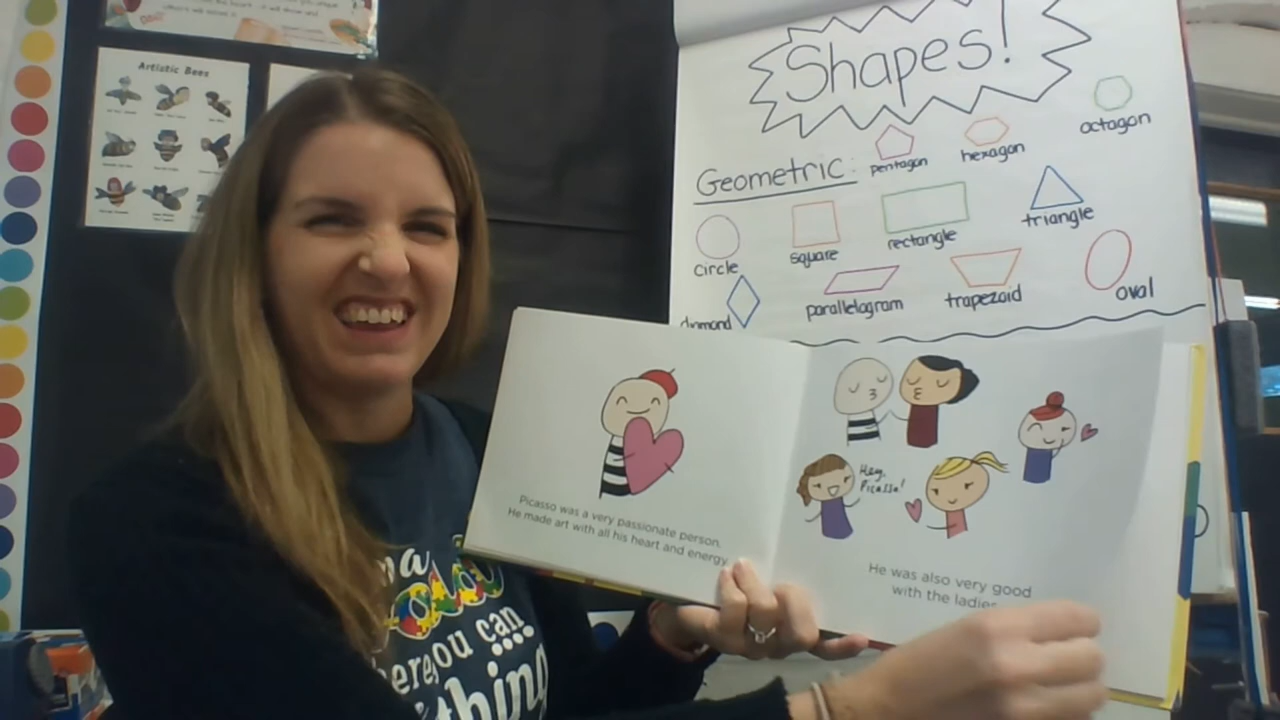 Artistic Bees
Shapes!
octagon
Geometric: pentagon hexagon
circle square rectangle triangle
parallelogram trapezoid oval
Hey,
Picasso!
Picasso was a very passionate person.
He made art with all his heart and energy.
He was also very good
with the ladies
you can